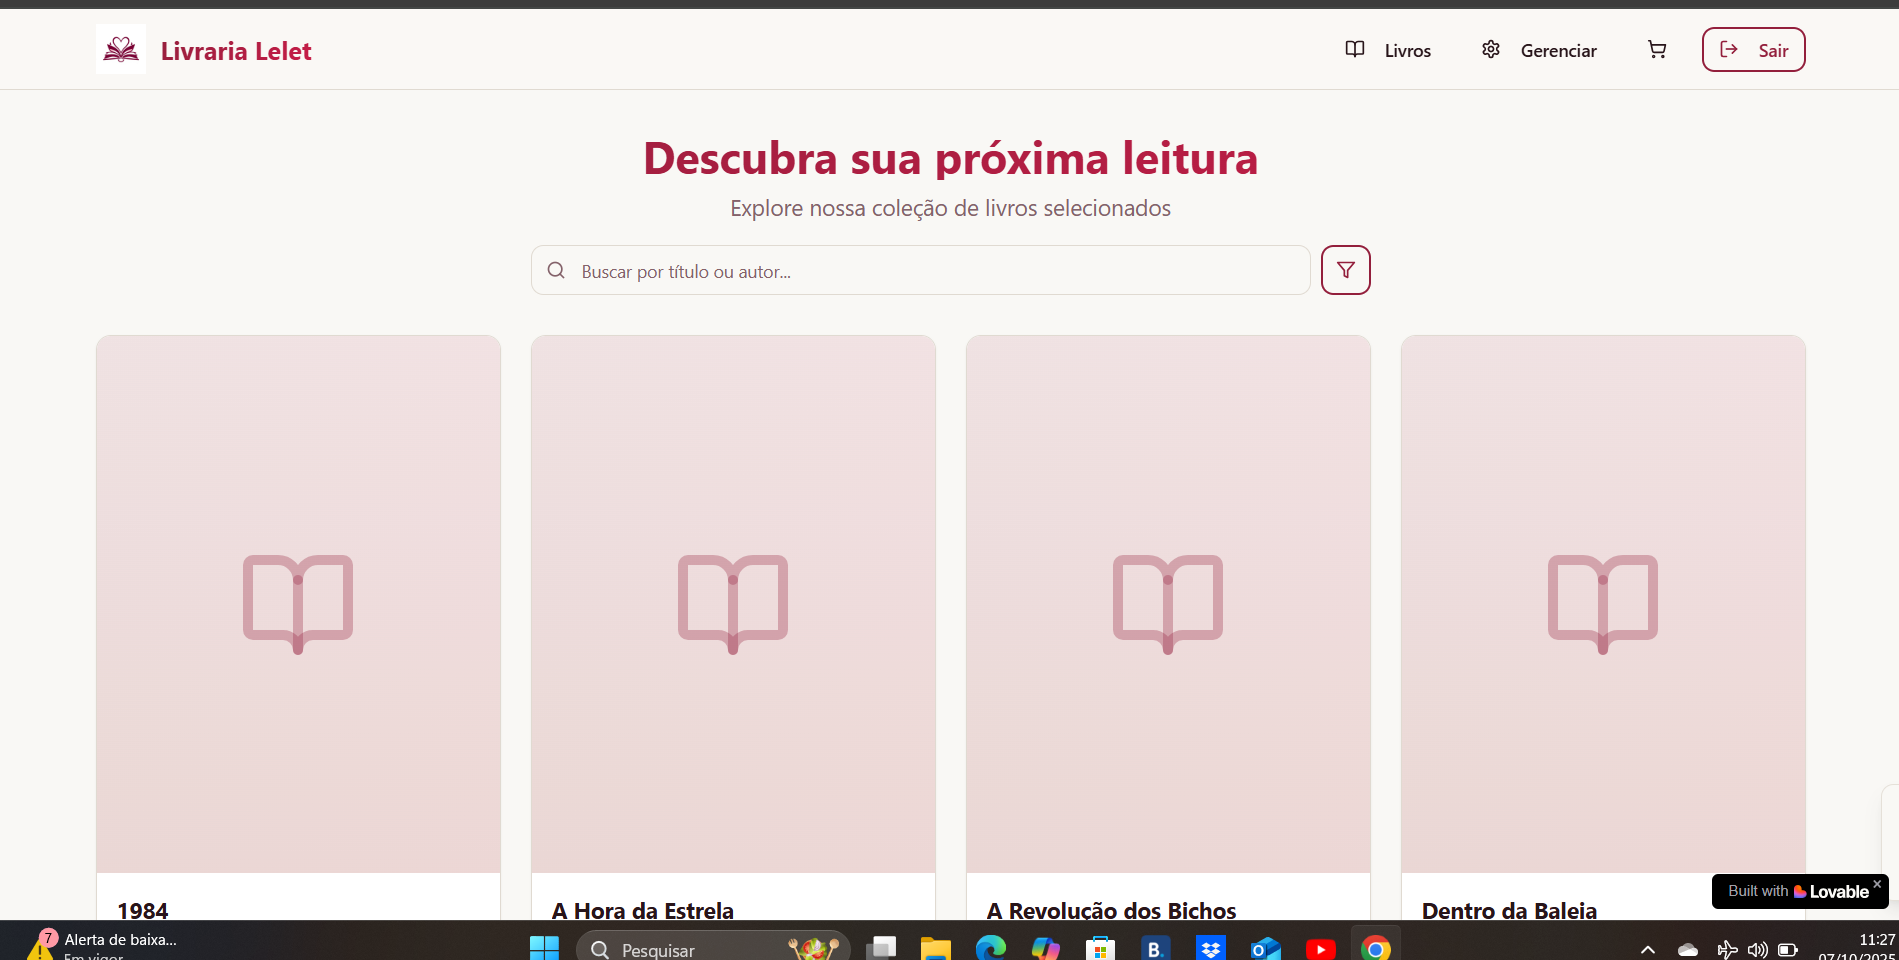 Livraria Lelet
Livros
Gerenciar
Sair
Descubra sua próxima leitura
Explore nossa coleção de livros selecionados
Buscar por título ou autor...
1984
A Hora da Estrela
A Revolução dos Bichos
Dentro da Baleia
Built with Lovable ×
7
Alerta de baixa...
Em vigor
Pesquisar
B.
O
11:27
07/10/2025